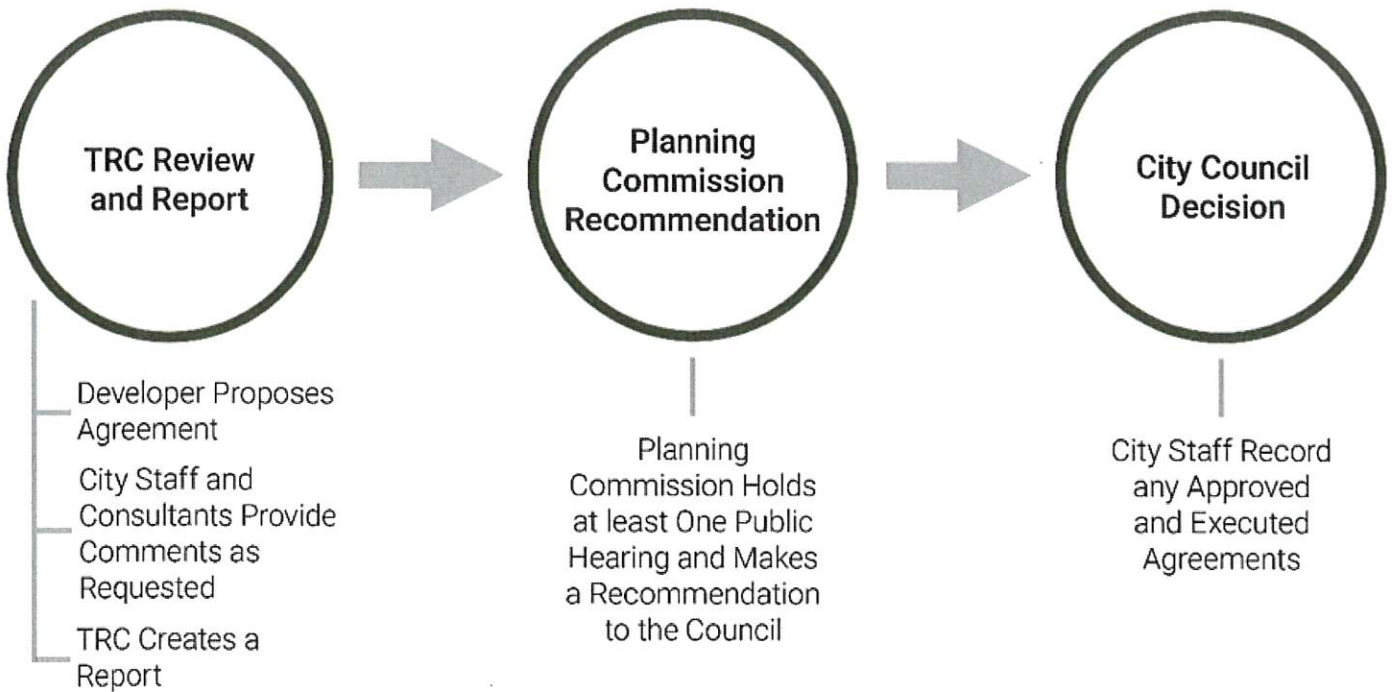 TRC Review
and Report
Planning
Commission
Recommendation
City Council
Decision
Developer Proposes
Agreement
City Staff and
Consultants Provide
Comments as
Requested
TRC Creates a
Report
Planning
Commission Holds
at least One Public
Hearing and Makes
a Recommendation
to the Council
City Staff Record
any Approved
and Executed
Agreements